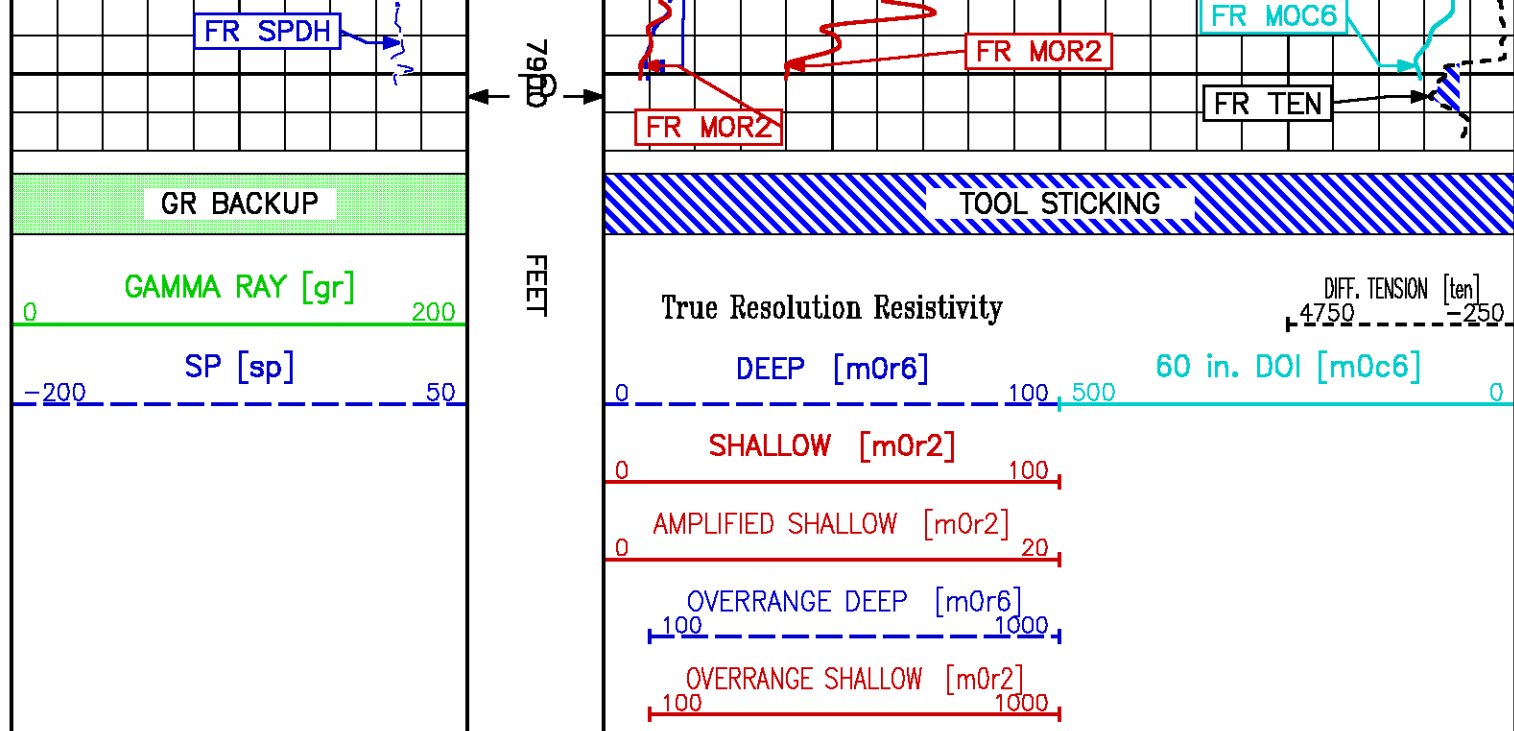 FR SPDH
FR MOR2
FR MOR2
FR MOC6
FR TEN
GR BACKUP
TOOL STICKING
FEET
GAMMA RAY [gr]
0 200
SP [sp]
-200 50
True Resolution Resistivity
DIFF. TENSION [ten]
4750 -250
DEEP [m0r6]
0 100
60 in. DOI [m0c6]
500 0
SHALLOW [m0r2]
0 100
AMPLIFIED SHALLOW [m0r2]
0 20
OVERRANGE DEEP [m0r6]
100 1000
OVERRANGE SHALLOW [m0r2]
100 1000